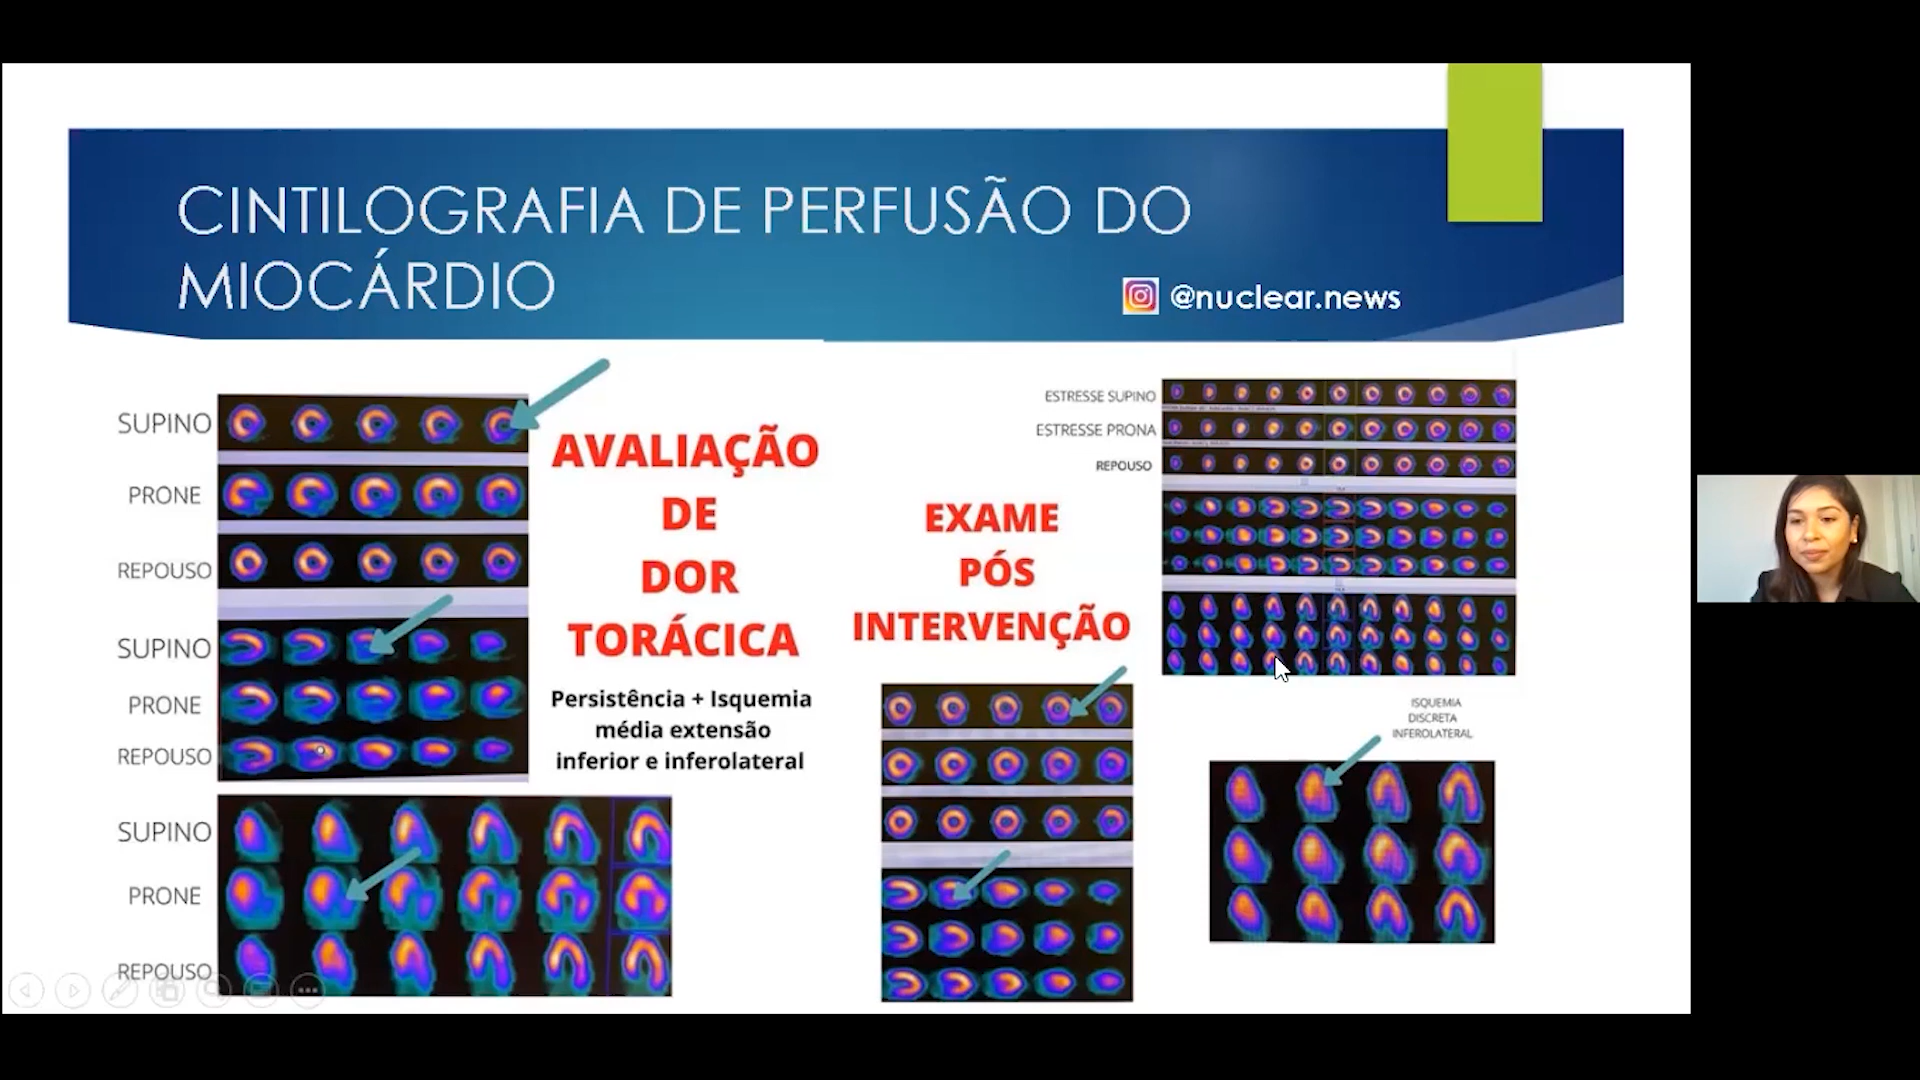 CINTILOGRAFIA DE PERFUSÃO DO
MIOCÁRDIO
@nuclear.news
SUPINO
PRONE
REPOUSO
SUPINO
PRONE
REPOUSO
SUPINO
PRONE
REPOUSO
AVALIAÇÃO
DE
DOR
TORÁCICA
Persistência + Isquemia
média extensão
inferior e inferolateral
EXAME
PÓS
INTERVENÇÃO
ESTRESSE SUPINO
ESTRESSE PRONA
REPOUSO
ISQUEMIA
DISCRETA
INFEROLATERAL